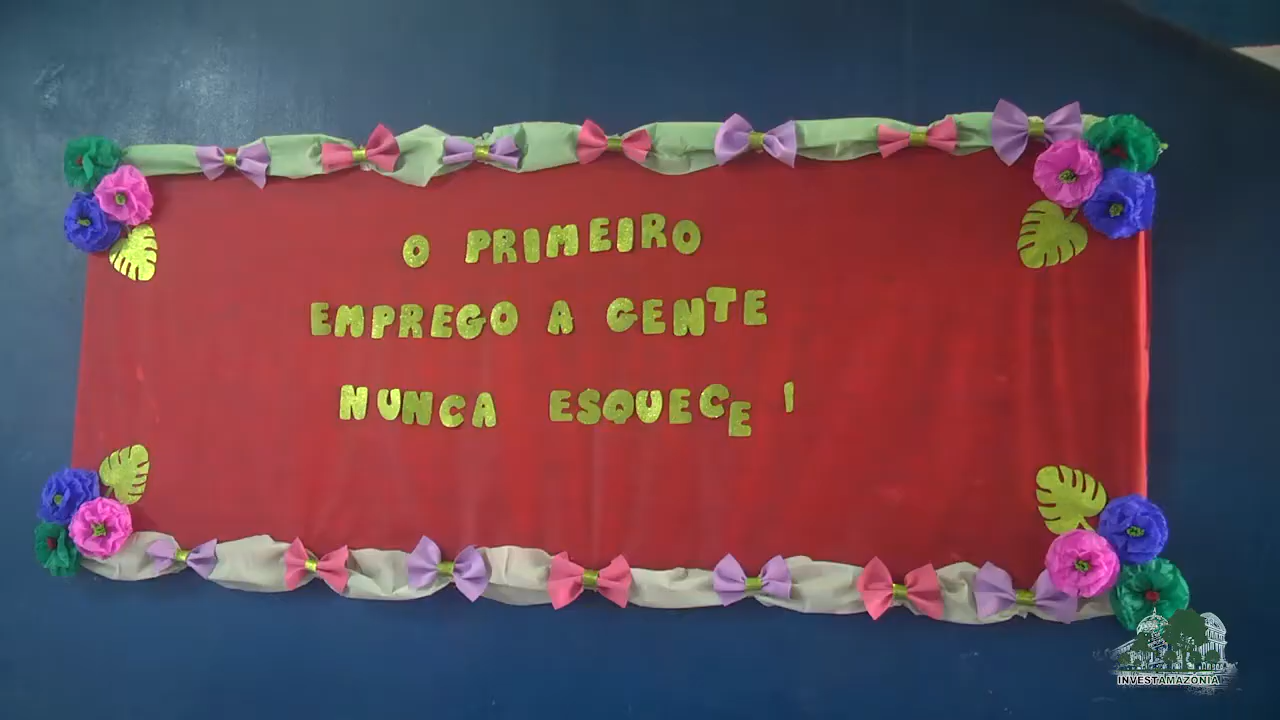 O PRIMEIRO
EMPREGO A GENTE
NUNCA ESQUECE !
INVESTAMAZONIA